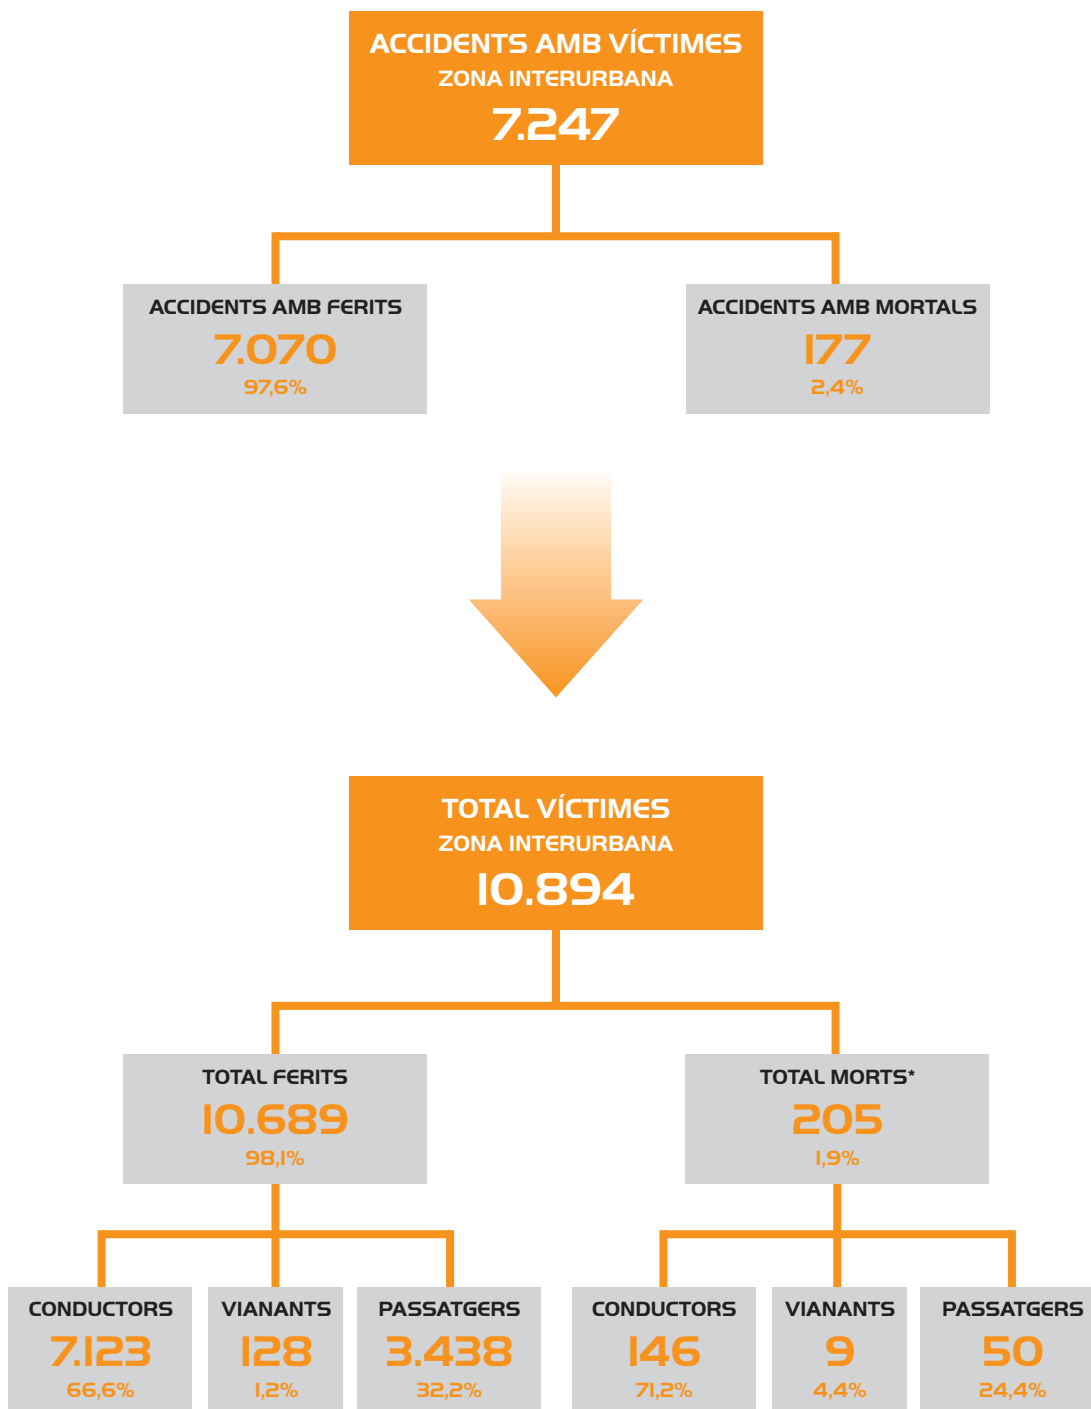 ACCIDENTS AMB VÍCTIMES
ZONA INTERURBANA
7.247
ACCIDENTS AMB FERITS
7.070
97,6%
ACCIDENTS AMB MORTALS
177
2,4%
TOTAL VÍCTIMES
ZONA INTERURBANA
10.894
TOTAL FERITS
10.689
98,1%
TOTAL MORTS*
205
1,9%
CONDUCTORS
7.123
66,6%
VIANANTS
128
1,2%
PASSATGERS
3.438
32,2%
CONDUCTORS
146
71,2%
VIANANTS
9
4,4%
PASSATGERS
50
24,4%